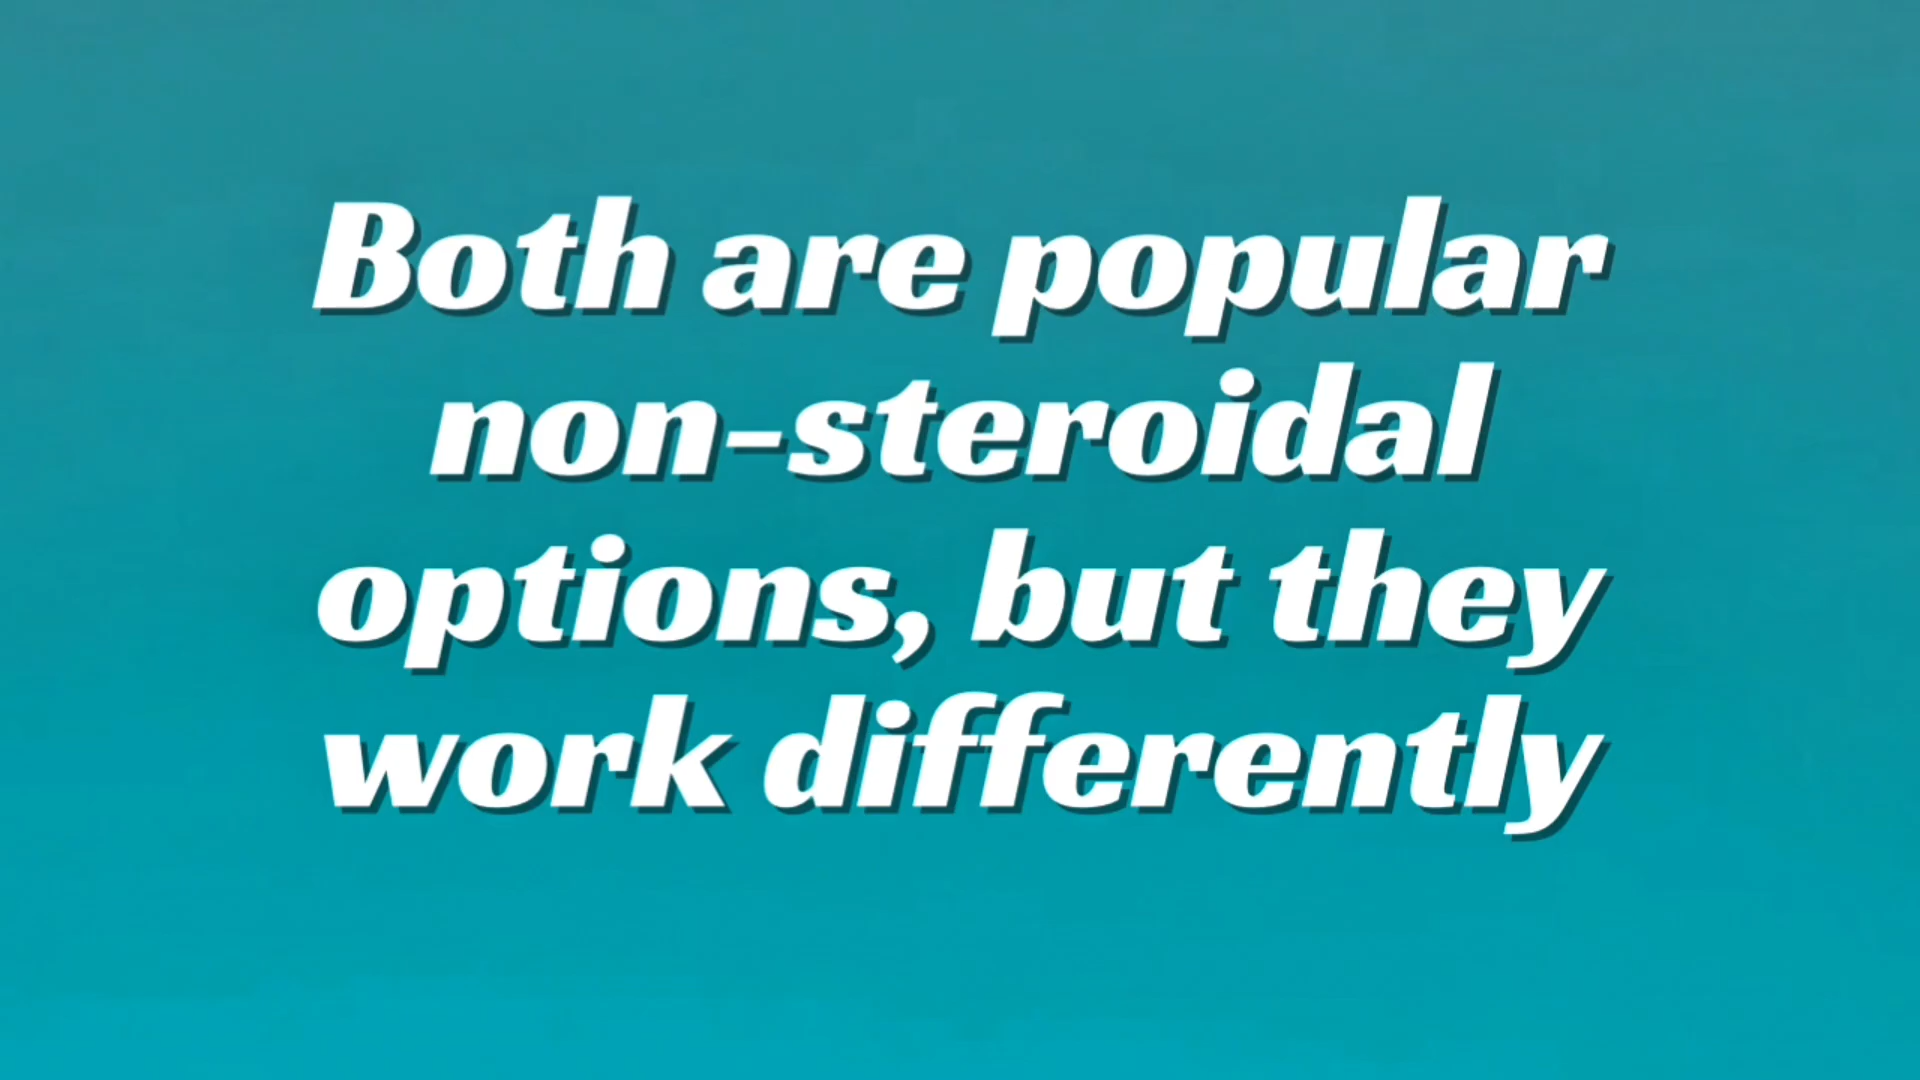 Both are popular
non-steroidal
options, but they
work differently